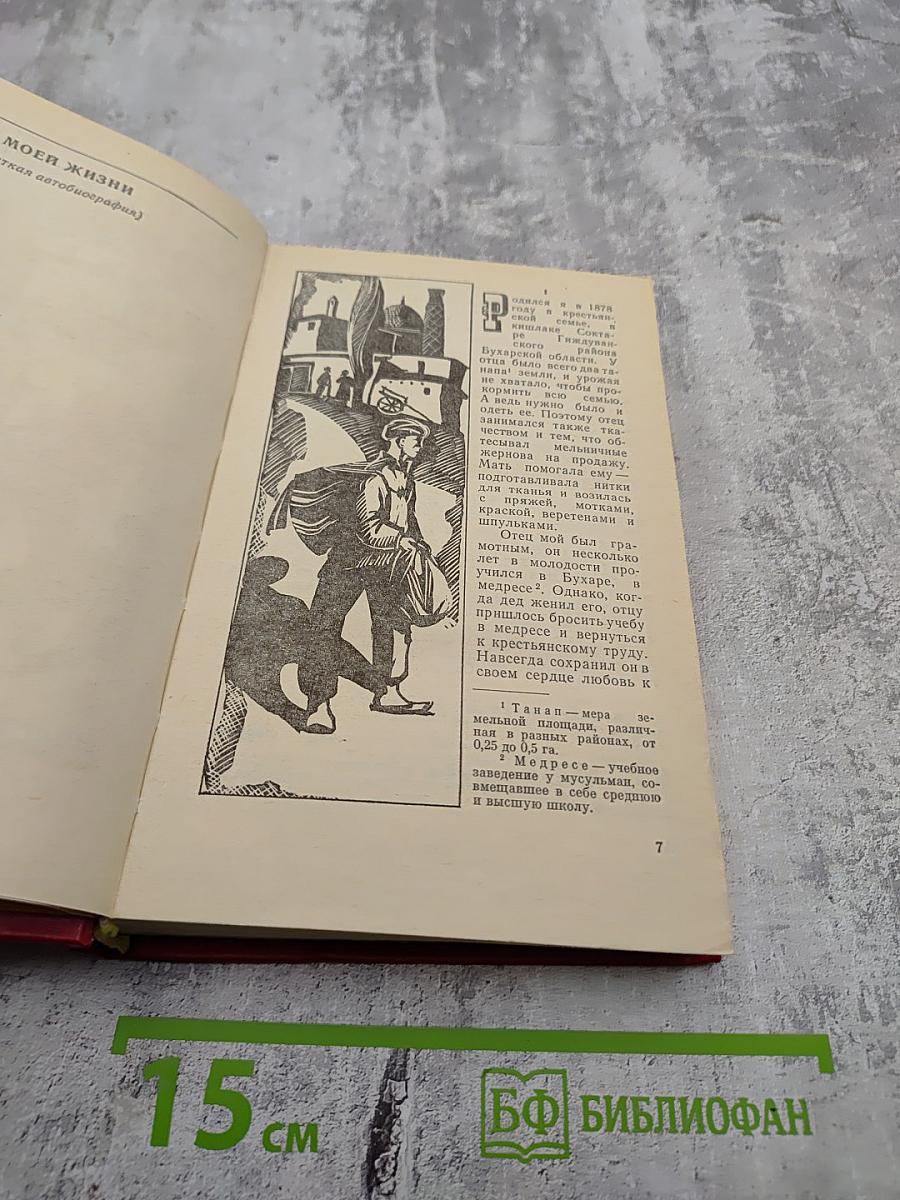 МОЕЙ ЖИЗНИ
ткая автобиография)
1
Родился я в 1878
году в крестьян-
ской семье, в
кишлаке Сокта-
ре Гиждуван-
ского района
Бухарской области. У
отца было всего два та-
напа¹ земли, и урожая
не хватало, чтобы про-
кормить всю семью.
А ведь нужно было и
одеть ее. Поэтому отец
занимался также тка-
чеством и тем, что об-
тесывал мельничные
жернова на продажу.
Мать помогала ему —
подготавливала нитки
для тканья и возилась
с пряжей, мотками,
краской, веретенами и
шпульками.
Отец мой был гра-
мотным, он несколько
лет в молодости про-
учился в Бухаре, в
медресе². Однако, ког-
да дед женил его, отцу
пришлось бросить учебу
в медресе и вернуться
к крестьянскому труду.
Навсегда сохранил он в
своем сердце любовь к
¹ Танап — мера зе-
мельной площади, различ-
ная в разных районах, от
0,25 до 0,5 га.
² Медресе — учебное
заведение у мусульман, со-
вмещавшее в себе среднюю
и высшую школу.
7
15 см
БФ БИБЛИОФАН